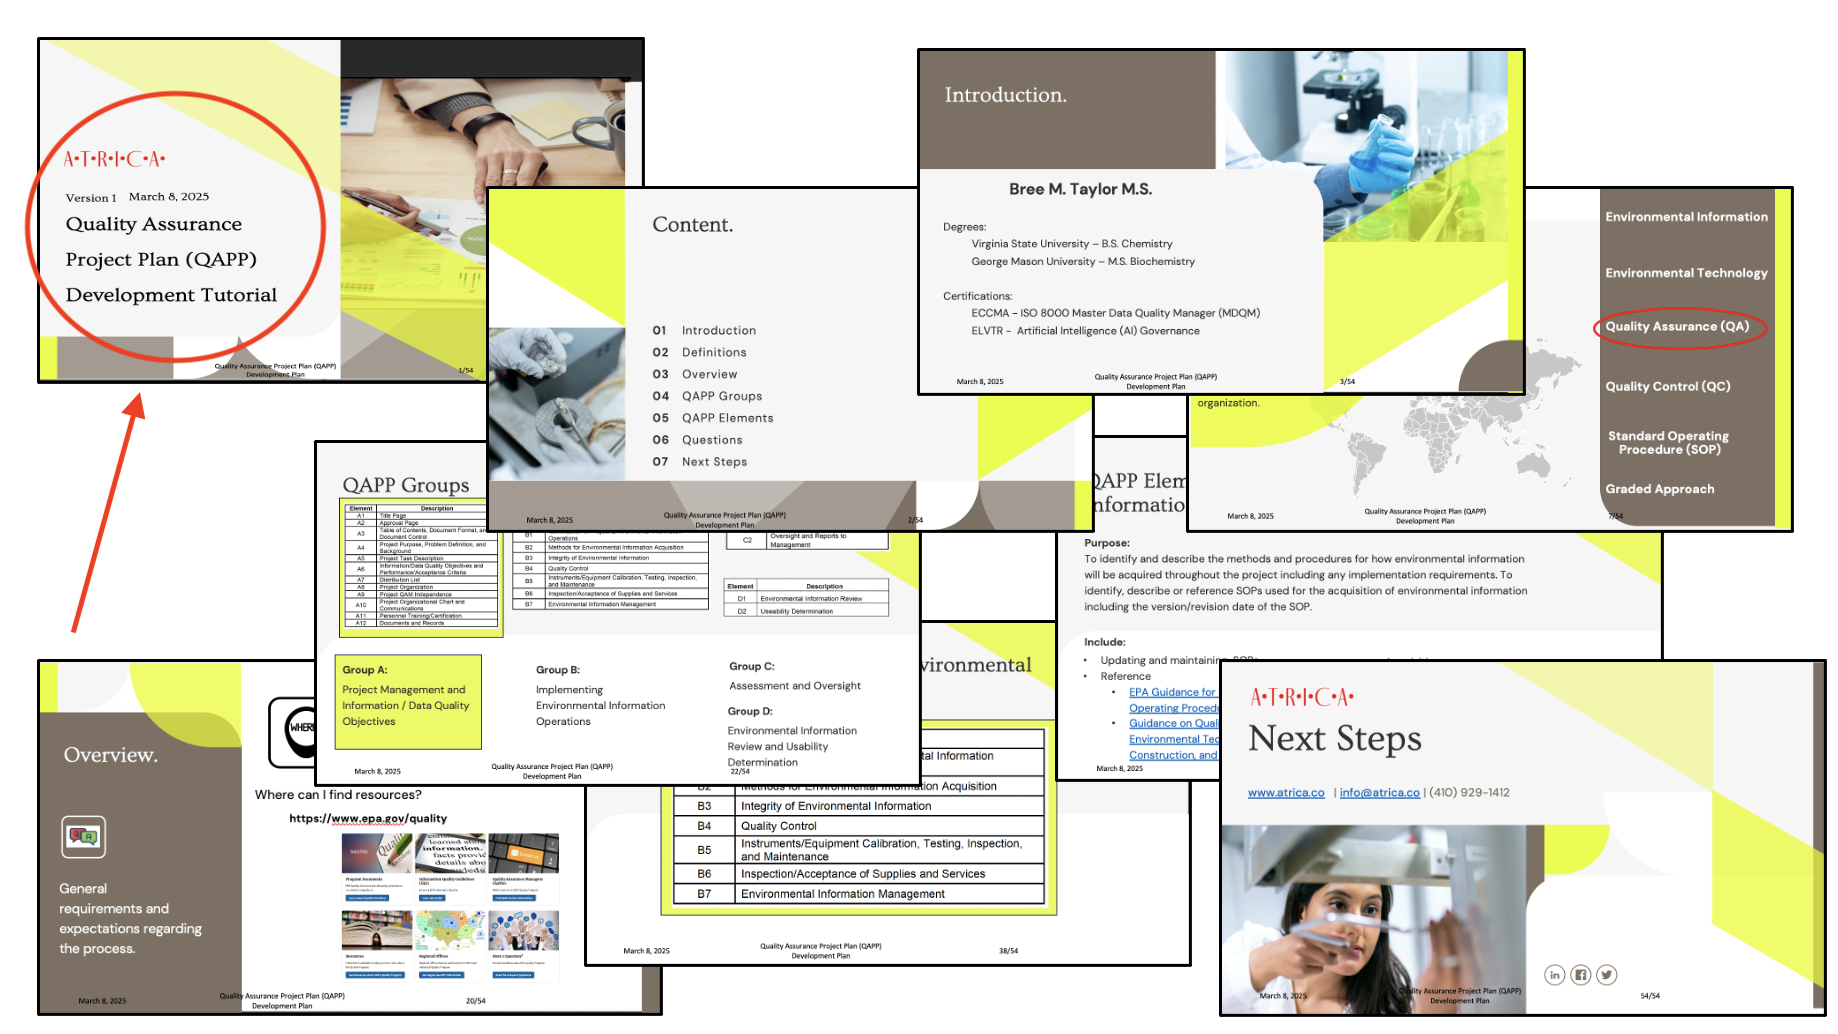 A•T•R•I•C•A•
Version 1 March 8, 2025
Quality Assurance
Project Plan (QAPP)
Development Tutorial
Quality Assurance Project Plan (QAPP)
Development Plan
1/54
Content.
01 Introduction
02 Definitions
03 Overview
04 QAPP Groups
05 QAPP Elements
06 Questions
07 Next Steps
March 8, 2025
Quality Assurance Project Plan (QAPP)
Development Plan
2/54
Introduction.
Bree M. Taylor M.S.
Degrees:
Virginia State University – B.S. Chemistry
George Mason University – M.S. Biochemistry
Certifications:
ECCMA - ISO 8000 Master Data Quality Manager (MDQM)
ELVTR - Artificial Intelligence (AI) Governance
March 8, 2025
Quality Assurance Project Plan (QAPP)
Development Plan
3/54
Environmental Information
Environmental Technology
Quality Assurance (QA)
Quality Control (QC)
Standard Operating
Procedure (SOP)
Graded Approach
organization.
March 8, 2025
Quality Assurance Project Plan (QAPP)
Development Plan
7/54
QAPP Groups
Element Description
A1 Title Page
A2 Approval Page
A3 Table of Contents, Document Format, and
Document Control
A4 Project Purpose, Problem Definition, and
Background
A5 Project Task Description
A6 Information/Data Quality Objectives and
Performance/Acceptance Criteria
A7 Distribution List
A8 Project Organization
A9 Project QAM Independence
A10 Project Organizational Chart and
Communications
A11 Personnel Training/Certification
A12 Documents and Records
B1
Operations
B2 Methods for Environmental Information Acquisition
B3 Integrity of Environmental Information
B4 Quality Control
B5 Instruments/Equipment Calibration, Testing, Inspection,
and Maintenance
B6 Inspection/Acceptance of Supplies and Services
B7 Environmental Information Management
C2 Oversight and Reports to
Management
Element Description
D1 Environmental Information Review
D2 Useability Determination
Group A:
Project Management and
Information / Data Quality
Objectives
Group B:
Implementing
Environmental Information
Operations
Group C:
Assessment and Oversight
Group D:
Environmental Information
Review and Usability
Determination
March 8, 2025
Quality Assurance Project Plan (QAPP)
Development Plan
22/54
QAPP Elem
nformatio
Purpose:
To identify and describe the methods and procedures for how environmental information
will be acquired throughout the project including any implementation requirements. To
identify, describe or reference SOPs used for the acquisition of environmental information
including the version/revision date of the SOP.
Include:
• Updating and maintaining SOPs
• Reference
• EPA Guidance for
Operating Procedu
• Guidance on Quali
Environmental Tec
Construction, and
March 8, 2025
Overview.
General
requirements and
expectations regarding
the process.
WHERE
Where can I find resources?
https://www.epa.gov/quality
Program Documents
Information Quality Guidelines
Quality Assurance Managers
Resources
Regional Offices
Have a Question?
March 8, 2025
Quality Assurance Project Plan (QAPP)
Development Plan
20/54
vironmental
tal Information
B2 Methods for Environmental Information Acquisition
B3 Integrity of Environmental Information
B4 Quality Control
B5 Instruments/Equipment Calibration, Testing, Inspection,
and Maintenance
B6 Inspection/Acceptance of Supplies and Services
B7 Environmental Information Management
March 8, 2025
Quality Assurance Project Plan (QAPP)
Development Plan
38/54
A•T•R•I•C•A•
Next Steps
www.atrica.co | info@atrica.co | (410) 929-1412
in
March 8, 2025
Quality Assurance Project Plan (QAPP)
Development Plan
54/54